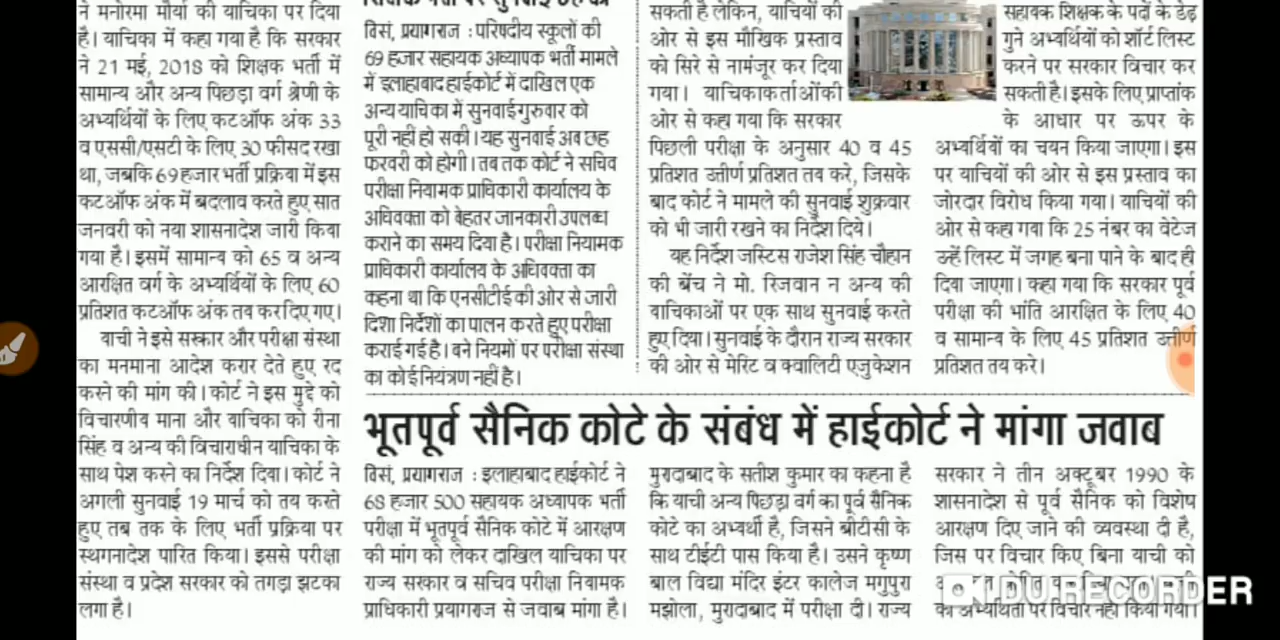 ने मनोरमा मौर्या की याचिका पर दिया
है। याचिका में कहा गया है कि सरकार
ने 21 मई, 2018 को शिक्षक भर्ती में
सामान्य और अन्य पिछड़ा वर्ग श्रेणी के
अभ्यर्थियों के लिए कटऑफ अंक 33
व एससी/एसटी के लिए 30 फीसद रखा
था, जबकि 69 हजार भर्ती प्रक्रिया में इस
कटऑफ अंक में बदलाव करते हुए सात
जनवरी को नया शासनादेश जारी किया
गया है। इसमें सामान्य को 65 व अन्य
आरक्षित वर्ग के अभ्यर्थियों के लिए 60
प्रतिशत कटऑफ अंक तय कर दिए गए।
याची ने इसे सरकार और परीक्षा संस्था
का मनमाना आदेश करार देते हुए रद
करने की मांग की। कोर्ट ने इस मुद्दे को
विचारणीय माना और याचिका को रीना
सिंह व अन्य की विचाराधीन याचिका के
साथ पेश करने का निर्देश दिया। कोर्ट ने
अगली सुनवाई 19 मार्च को तय करते
हुए तब तक के लिए भर्ती प्रक्रिया पर
स्थगनादेश पारित किया। इससे परीक्षा
संस्था व प्रदेश सरकार को तगड़ा झटका
लगा है।
विसं, प्रयागराज : परिषदीय स्कूलों की
69 हजार सहायक अध्यापक भर्ती मामले
में इलाहाबाद हाईकोर्ट में दाखिल एक
अन्य याचिका में सुनवाई गुरुवार को
पूरी नहीं हो सकी। यह सुनवाई अब छह
फरवरी को होगी। तब तक कोर्ट ने सचिव
परीक्षा नियामक प्राधिकारी कार्यालय के
अधिवक्ता को बेहतर जानकारी उपलब्ध
कराने का समय दिया है। परीक्षा नियामक
प्राधिकारी कार्यालय के अधिवक्ता का
कहना था कि एनसीटीई की ओर से जारी
दिशा निर्देशों का पालन करते हुए परीक्षा
कराई गई है। बने नियमों पर परीक्षा संस्था
का कोई नियंत्रण नहीं है।
सकती है लेकिन, याचियों की
ओर से इस मौखिक प्रस्ताव
को सिरे से नामंजूर कर दिया
गया। याचिकाकर्ताओं की
ओर से कहा गया कि सरकार
पिछली परीक्षा के अनुसार 40 व 45
प्रतिशत उत्तीर्ण प्रतिशत तय करे, जिसके
बाद कोर्ट ने मामले की सुनवाई शुक्रवार
को भी जारी रखने का निर्देश दिये।
यह निर्देश जस्टिस राजेश सिंह चौहान
की बेंच ने मो. रिजवान न अन्य की
याचिकाओं पर एक साथ सुनवाई करते
हुए दिया। सुनवाई के दौरान राज्य सरकार
की ओर से मेरिट व क्वालिटी एजुकेशन
सहायक शिक्षक के पदों के डेढ़
गुने अभ्यर्थियों को शॉर्ट लिस्ट
करने पर सरकार विचार कर
सकती है। इसके लिए प्राप्तांक
के आधार पर ऊपर के
अभ्यर्थियों का चयन किया जाएगा। इस
पर याचियों की ओर से इस प्रस्ताव का
जोरदार विरोध किया गया। याचियों की
ओर से कहा गया कि 25 नंबर का वेटेज
उन्हें लिस्ट में जगह बना पाने के बाद ही
दिया जाएगा। कहा गया कि सरकार पूर्व
परीक्षा की भांति आरक्षित के लिए 40
व सामान्य के लिए 45 प्रतिशत उत्तीर्ण
प्रतिशत तय करे।
भूतपूर्व सैनिक कोटे के संबंध में हाईकोर्ट ने मांगा जवाब
विसं, प्रयागराज : इलाहाबाद हाईकोर्ट ने
68 हजार 500 सहायक अध्यापक भर्ती
परीक्षा में भूतपूर्व सैनिक कोटे में आरक्षण
की मांग को लेकर दाखिल याचिका पर
राज्य सरकार व सचिव परीक्षा नियामक
प्राधिकारी प्रयागराज से जवाब मांगा है।
मुरादाबाद के सतीश कुमार का कहना है
कि याची अन्य पिछड़ा वर्ग का पूर्व सैनिक
कोटे का अभ्यर्थी है, जिसने बीटीसी के
साथ टीईटी पास किया है। उसने कृष्ण
बाल विद्या मंदिर इंटर कालेज मगुपुरा
मझोला, मुरादाबाद में परीक्षा दी। राज्य
सरकार ने तीन अक्टूबर 1990 के
शासनादेश से पूर्व सैनिक को विशेष
आरक्षण दिए जाने की व्यवस्था दी है,
जिस पर विचार किए बिना याची को
की अभ्यर्थिता पर विचार नहीं किया गया।
DU RECORDER